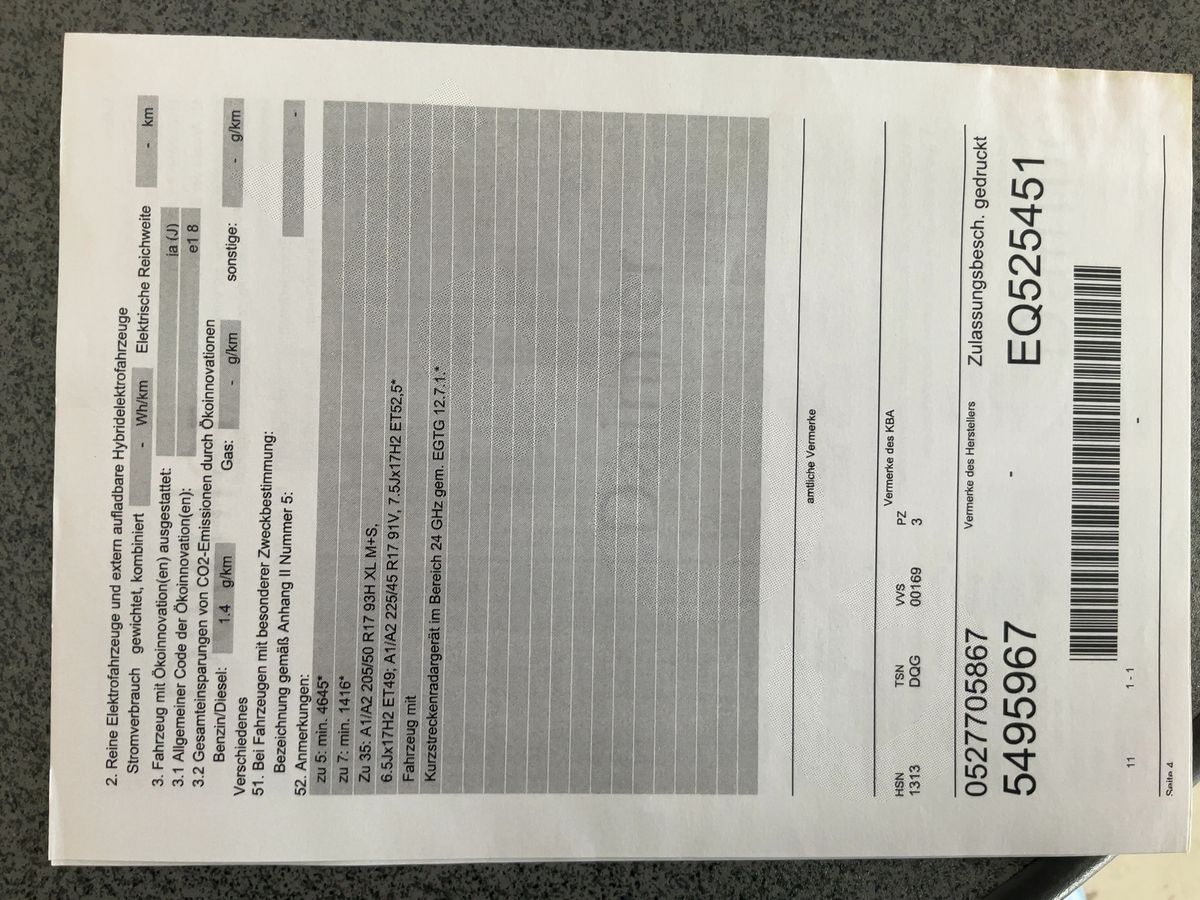 2. Reine Elektrofahrzeuge und extern aufladbare Hybridelektrofahrzeuge
Stromverbrauch gewichtet, kombiniert - Wh/km Elektrische Reichweite - km
3. Fahrzeug mit Ökoinnovation(en) ausgestattet: ja (J)
3.1 Allgemeiner Code der Ökoinnovation(en): e1 8
3.2 Gesamteinsparungen von CO2-Emissionen durch Ökoinnovationen
Benzin/Diesel: 1.4 g/km Gas: - g/km sonstige: - g/km
Verschiedenes
51. Bei Fahrzeugen mit besonderer Zweckbestimmung:
Bezeichnung gemäß Anhang II Nummer 5: -
52. Anmerkungen:
zu 5: min. 4645*
zu 7: min. 1416*
Zu 35: A1/A2 205/50 R17 93H XL M+S,
6.5Jx17H2 ET49; A1/A2 225/45 R17 91V, 7.5Jx17H2 ET52,5*
Fahrzeug mit
Kurzstreckenradargerät im Bereich 24 GHz gem. EGTG 12.7.1.*
Daimler
amtliche Vermerke
Vermerke des KBA
HSN TSN VVS PZ
1313 DQG 00169 3
Vermerke des Herstellers
0527705867 Zulassungsbesch. gedruckt
5495967 - EQ525451
11 1 - 1 -
Seite 4